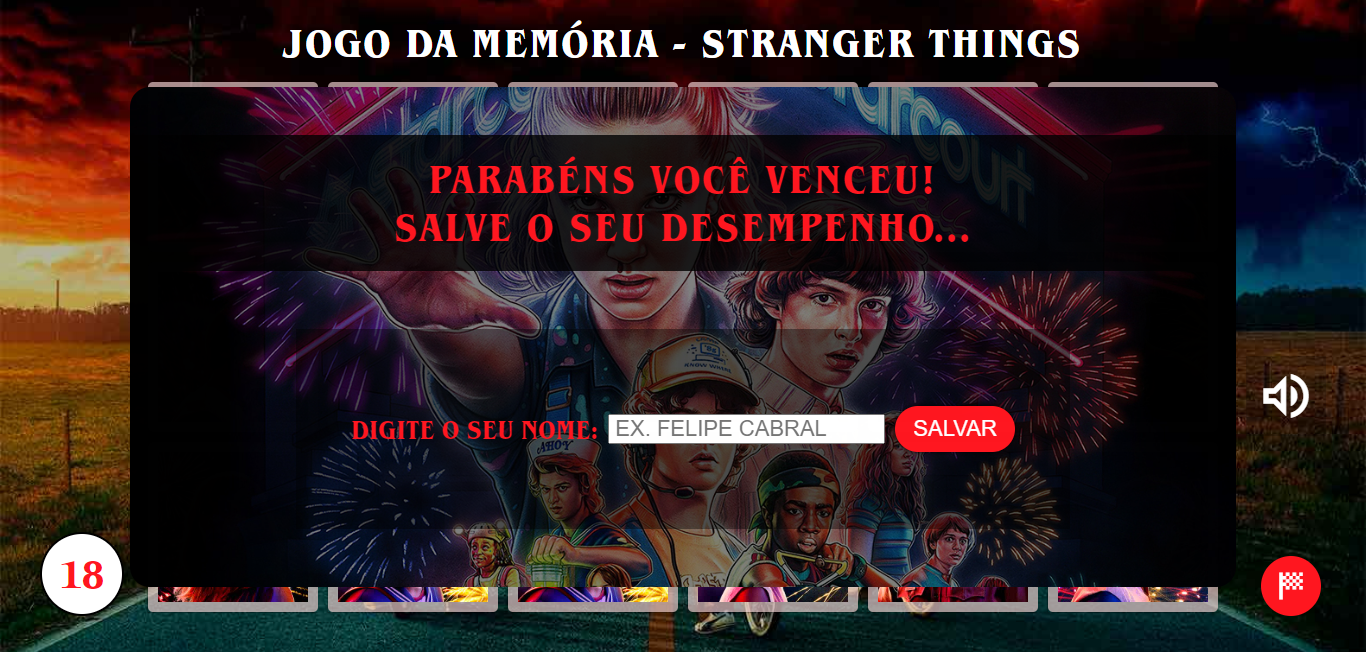 JOGO DA MEMÓRIA - STRANGER THINGS
PARABÉNS VOCÊ VENCEU!
SALVE O SEU DESEMPENHO...
DIGITE O SEU NOME: EX. FELIPE CABRAL SALVAR
AHOY
18